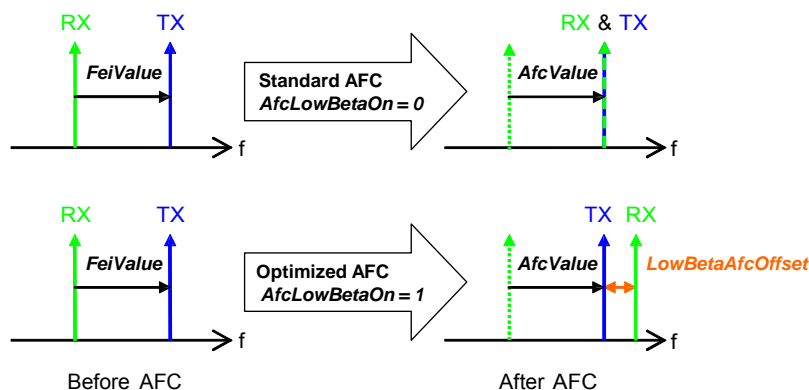 RX TX
FeiValue
f
Standard AFC
AfcLowBetaOn = 0
RX & TX
AfcValue
f
RX TX
FeiValue
f
Optimized AFC
AfcLowBetaOn = 1
TX RX
AfcValue
LowBetaAfcOffset
f
Before AFC
After AFC